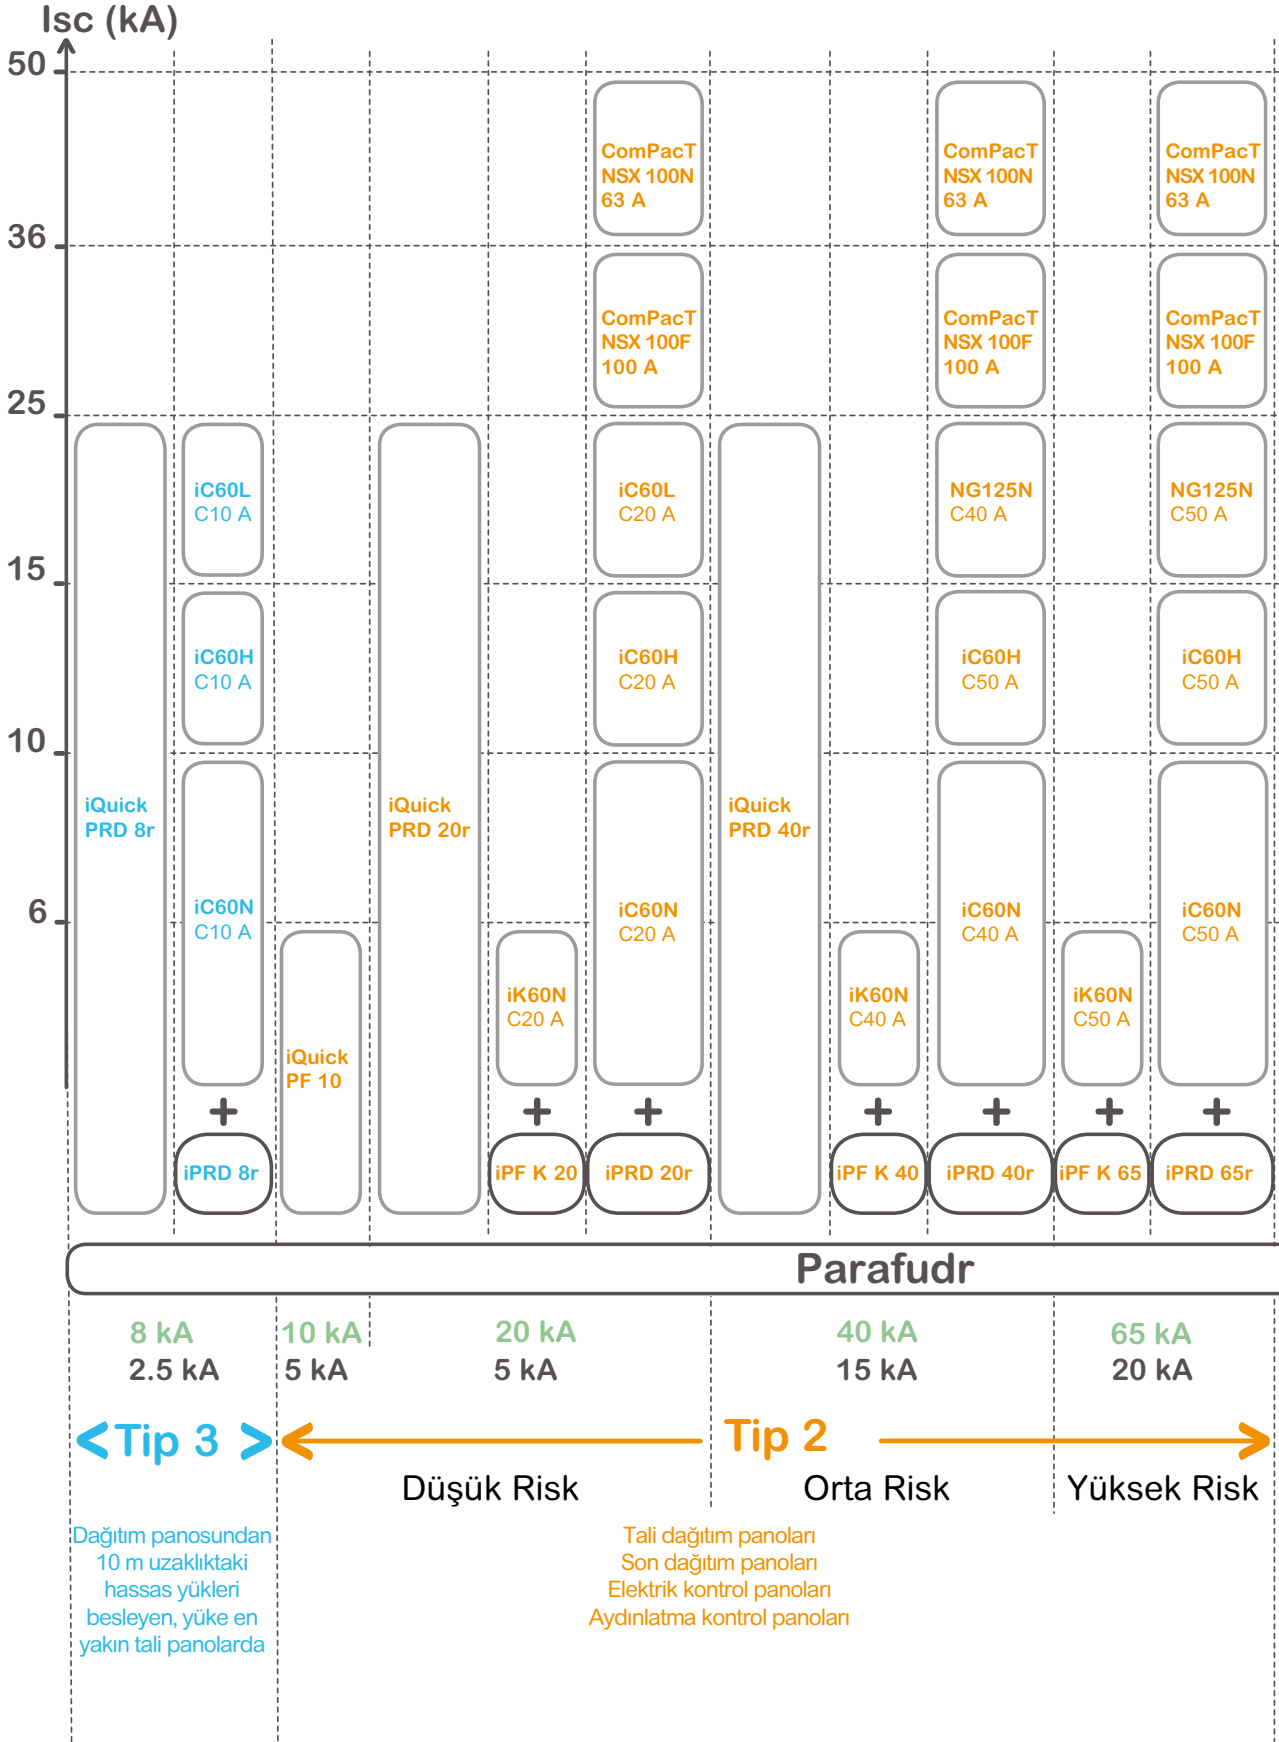 Isc (kA)
50
ComPacT
NSX 100N
63 A
ComPacT
NSX 100N
63 A
ComPacT
NSX 100N
63 A
36
ComPacT
NSX 100F
100 A
ComPacT
NSX 100F
100 A
ComPacT
NSX 100F
100 A
25
iC60L
C10 A
iC60L
C20 A
NG125N
C40 A
NG125N
C50 A
15
iC60H
C10 A
iC60H
C20 A
iC60H
C50 A
iC60H
C50 A
10
iQuick
PRD 8r
iQuick
PRD 20r
iQuick
PRD 40r
6
iC60N
C10 A
iC60N
C20 A
iC60N
C40 A
iC60N
C50 A
iK60N
C20 A
iK60N
C40 A
iK60N
C50 A
iQuick
PF 10
+ + + + + + +
iPRD 8r
iPF K 20
iPRD 20r
iPF K 40
iPRD 40r
iPF K 65
iPRD 65r
Parafudr
8 kA
2.5 kA
10 kA
5 kA
20 kA
5 kA
40 kA
15 kA
65 kA
20 kA
Tip 3
Tip 2
Düşük Risk
Orta Risk
Yüksek Risk
Dağıtım panosundan
10 m uzaklıktaki
hassas yükleri
besleyen, yüke en
yakın tali panolarda
Tali dağıtım panoları
Son dağıtım panoları
Elektrik kontrol panoları
Aydınlatma kontrol panoları